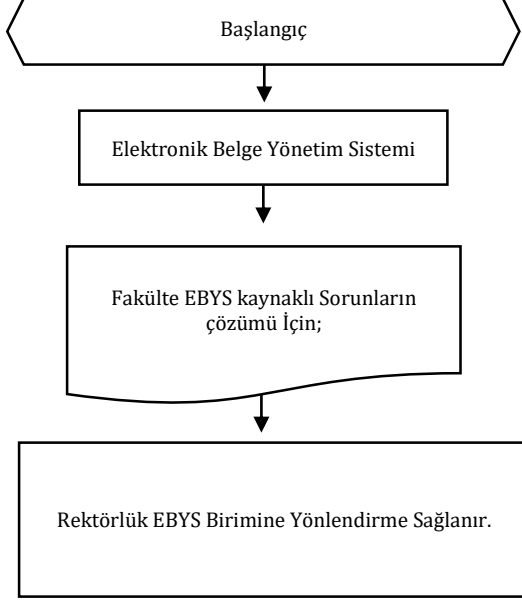 Başlangıç
Elektronik Belge Yönetim Sistemi
Fakülte EBYS kaynaklı Sorunların
çözümü İçin;
Rektörlük EBYS Birimine Yönlendirme Sağlanır.